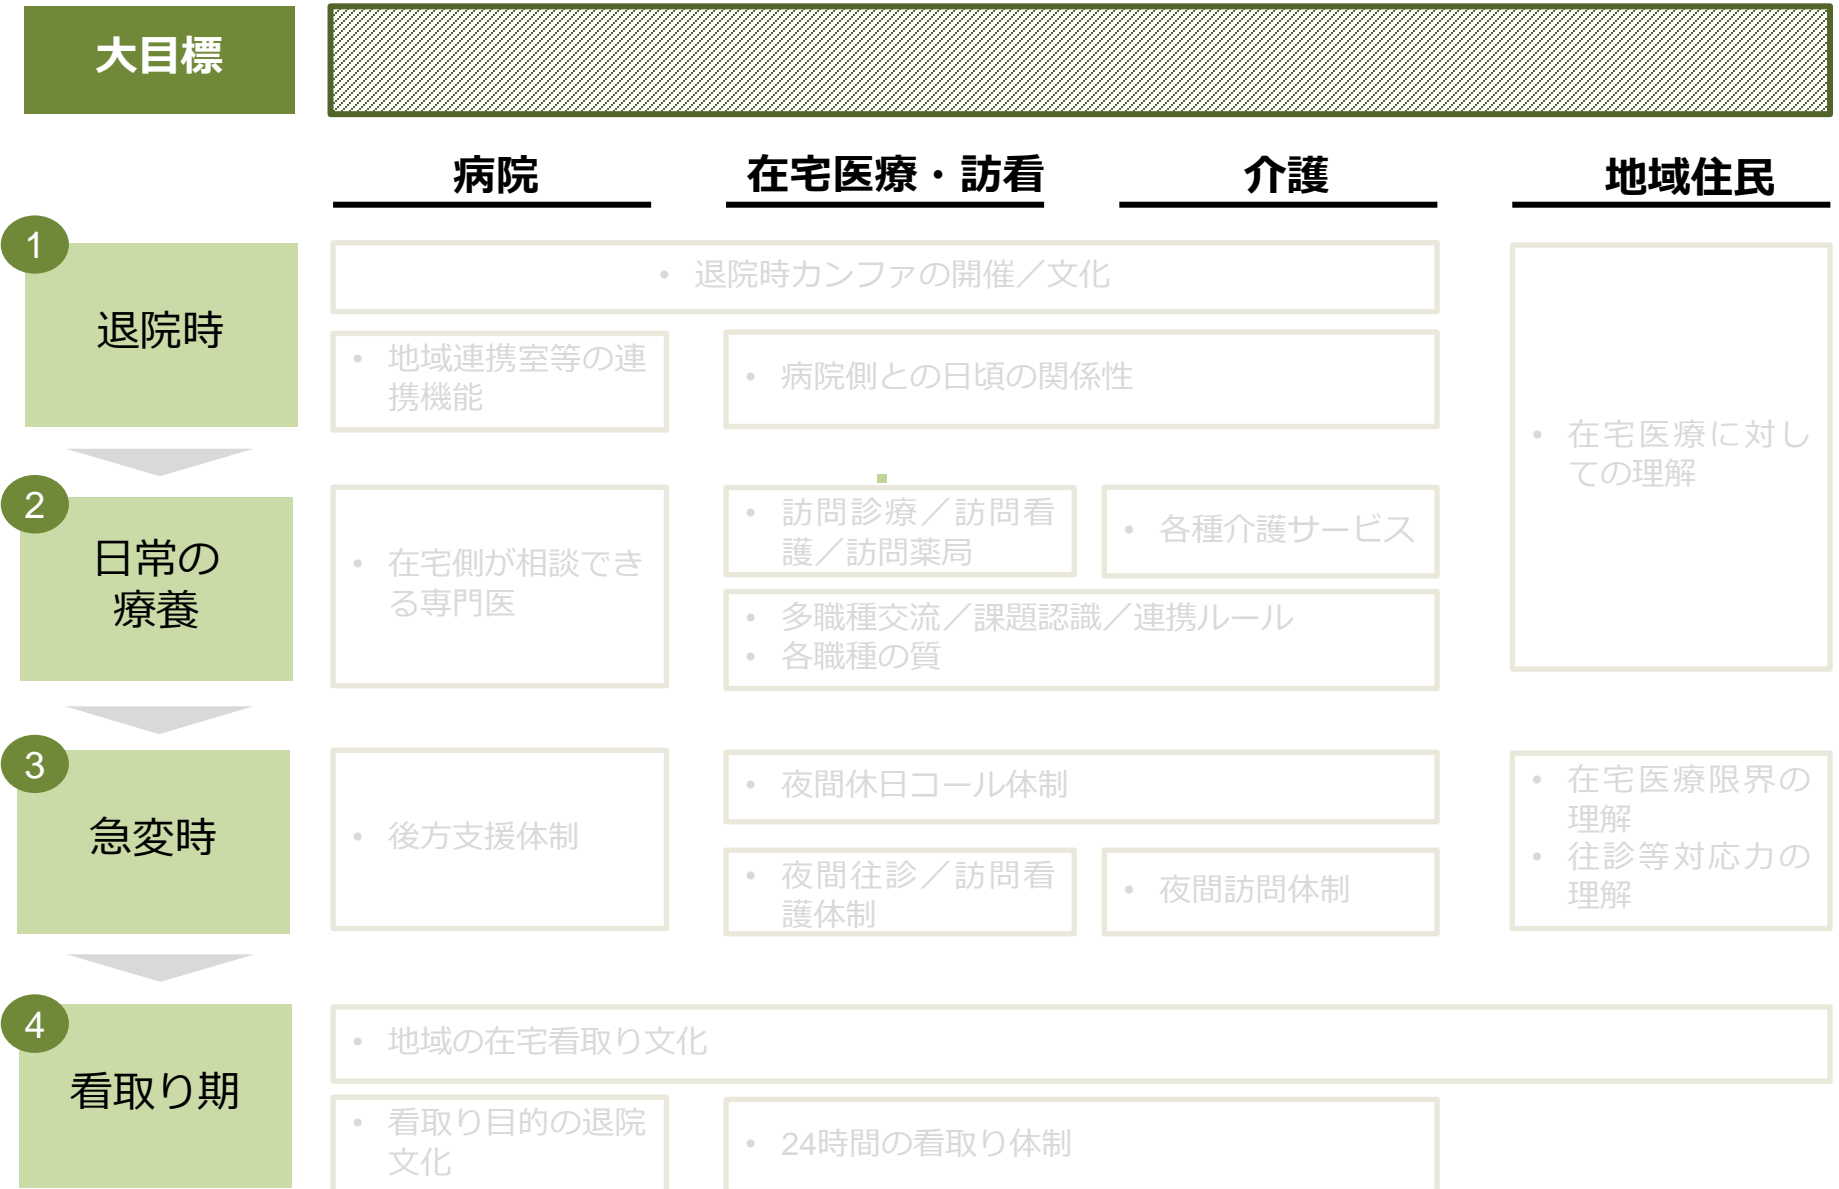 大目標
病院
在宅医療・訪看
介護
地域住民
1
退院時
• 退院時カンファの開催／文化
• 地域連携室等の連
携機能
• 病院側との日頃の関係性
• 在宅医療に対し
ての理解
2
日常の
療養
• 在宅側が相談でき
る専門医
• 訪問診療／訪問看
護／訪問薬局
• 各種介護サービス
• 多職種交流／課題認識／連携ルール
• 各職種の質
3
急変時
• 後方支援体制
• 夜間休日コール体制
• 夜間往診／訪問看
護体制
• 夜間訪問体制
• 在宅医療限界の
理解
• 往診等対応力の
理解
4
看取り期
• 地域の在宅看取り文化
• 看取り目的の退院
文化
• 24時間の看取り体制